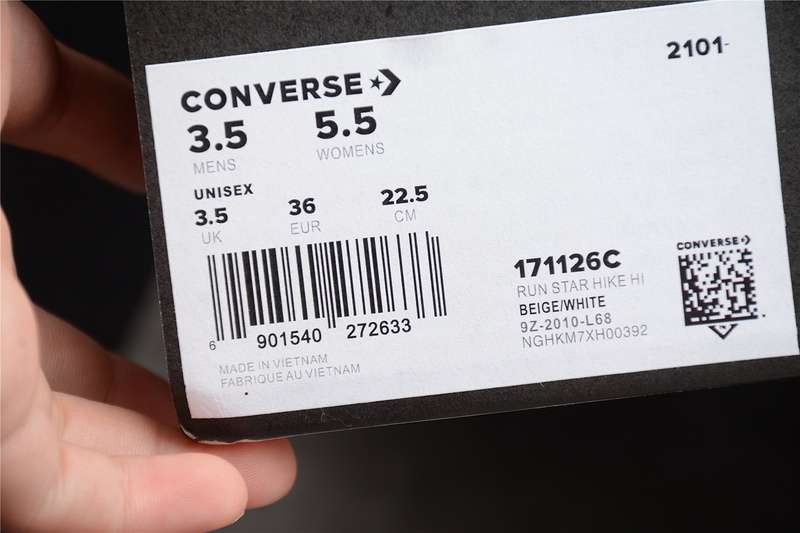 2101-
CONVERSE
3.5 5.5
MENS WOMENS
UNISEX
3.5 36 22.5
UK EUR CM
6 901540 272633
MADE IN VIETNAM
FABRIQUE AU VIETNAM
171126C
RUN STAR HIKE HI
BEIGE/WHITE
9Z-2010-L68
NGHKM7XH00392
CONVERSE